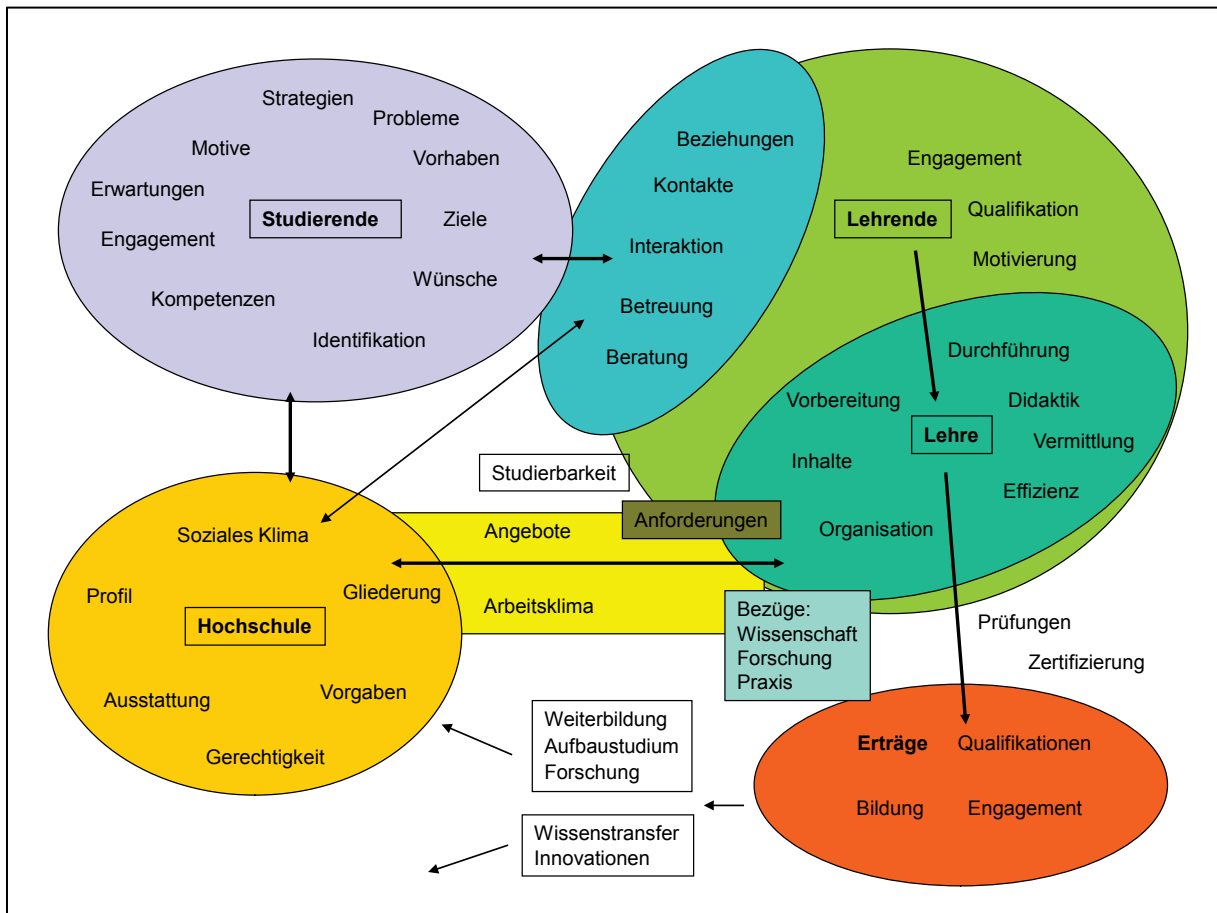 Strategien
Probleme
Motive
Vorhaben
Erwartungen
Studierende
Ziele
Engagement
Wünsche
Kompetenzen
Identifikation
Beziehungen
Kontakte
Interaktion
Betreuung
Beratung
Engagement
Lehrende
Qualifikation
Motivierung
Durchführung
Vorbereitung
Didaktik
Lehre
Vermittlung
Inhalte
Effizienz
Organisation
Studierbarkeit
Anforderungen
Angebote
Arbeitsklima
Soziales Klima
Profil
Gliederung
Hochschule
Ausstattung
Vorgaben
Gerechtigkeit
Bezüge:
Wissenschaft
Forschung
Praxis
Prüfungen
Zertifizierung
Weiterbildung
Aufbaustudium
Forschung
Wissenstransfer
Innovationen
Erträge Qualifikationen
Bildung Engagement